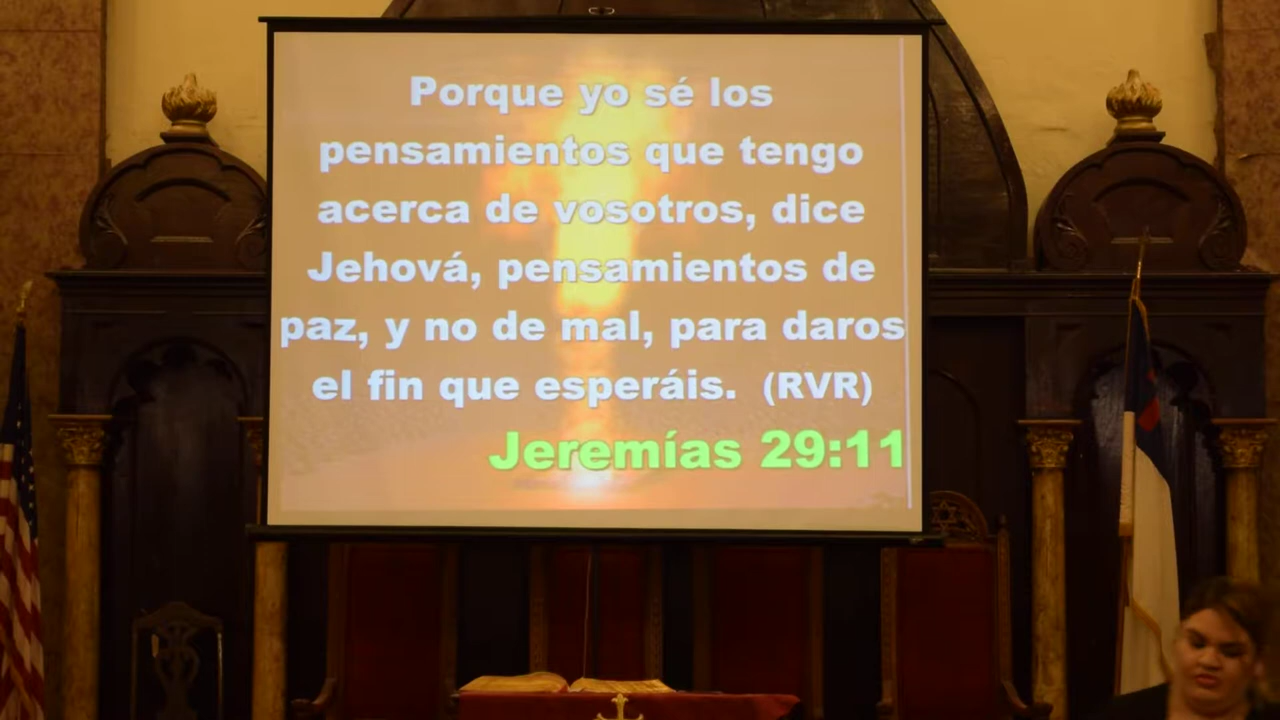 Porque yo sé los
pensamientos que tengo
acerca de vosotros, dice
Jehová, pensamientos de
paz, y no de mal, para daros
el fin que esperáis. (RVR)
Jeremías 29:11